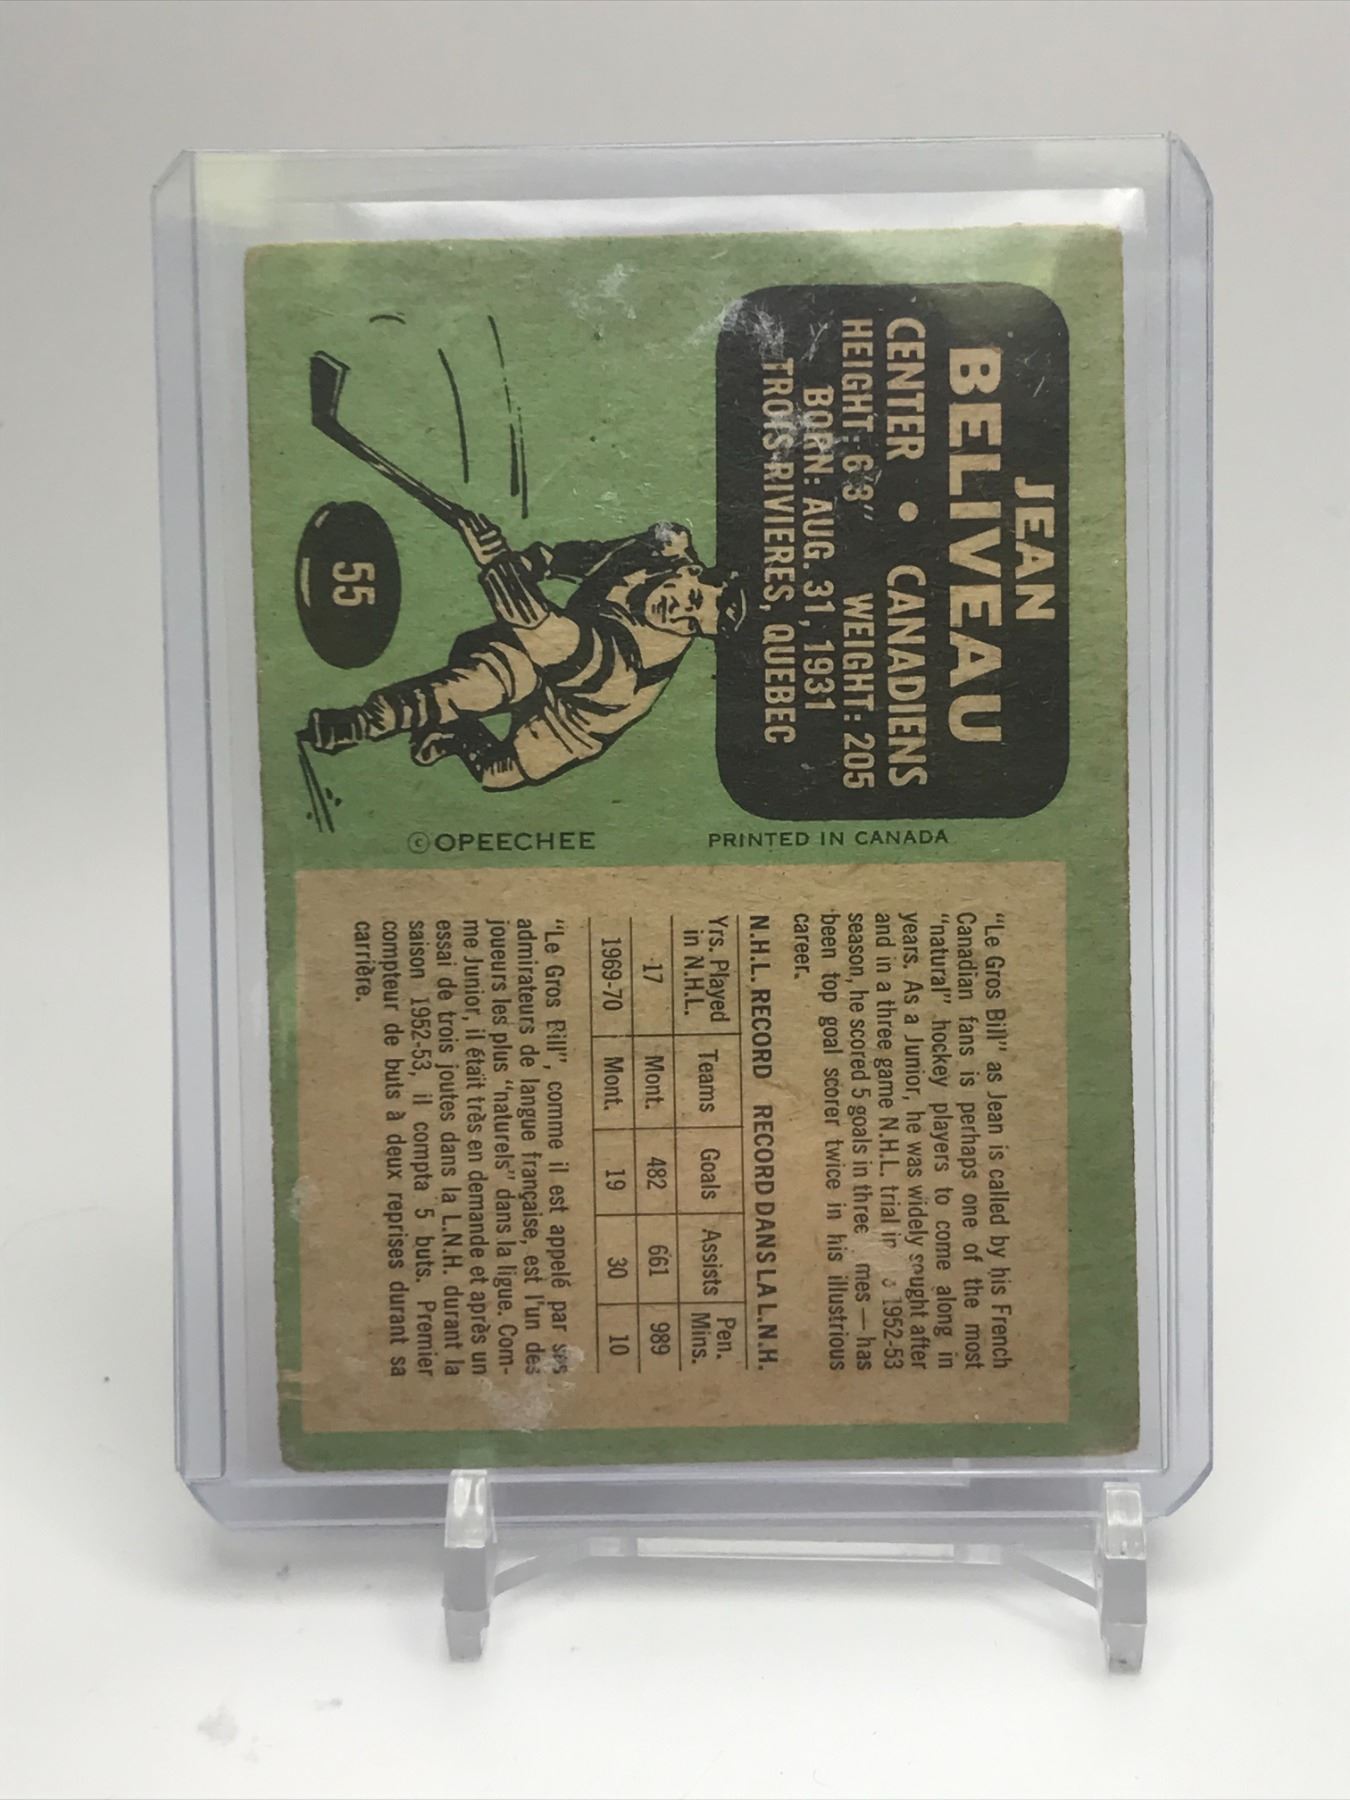 JEAN
BELIVEAU
CENTER • CANADIENS
HEIGHT: 6'3" WEIGHT: 205
BORN: AUG. 31, 1931
TROIS-RIVIERES, QUEBEC
55
© OPEECHEE
PRINTED IN CANADA
"Le Gros Bill" as Jean is called by his French
Canadian fans is perhaps one of the most
"natural" hockey players to come along in
years. As a Junior, he was widely sought after
and in a three game N.H.L. trial in 1952-53
season, he scored 5 goals in three — has
been top goal scorer twice in his illustrious
career.
N.H.L. RECORD RECORD DANS LA L.N.H.
Yrs. Played in N.H.L. Teams Goals Assists Pen. Mins.
17 Mont. 482 661 989
1969-70 Mont. 19 30 10
"Le Gros Bill", comme il est appelé par ses
admirateurs de langue française, est l'un des
joueurs les plus "naturels" dans la ligue. Com-
me Junior, il était très en demande et après un
essai de trois joutes dans la L.N.H. durant la
saison 1952-53, il compta 5 buts. Premier
compteur de buts à deux reprises durant sa
carrière.